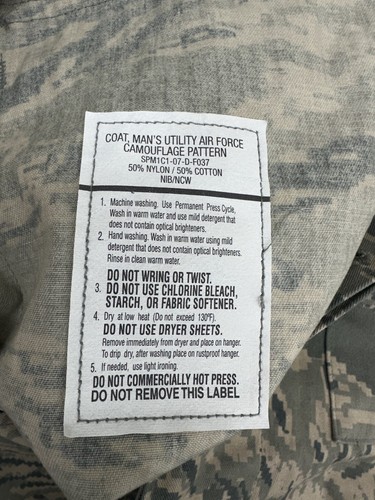 COAT, MAN'S UTILITY AIR FORCE
CAMOUFLAGE PATTERN
SPM1C1-07-D-F037
50% NYLON / 50% COTTON
NIB/NCW
1. Machine washing. Use Permanent Press Cycle,
Wash in warm water and use mild detergent that
does not contain optical brighteners.
2. Hand washing. Wash in warm water using mild
detergent that does not contain optical brighteners.
Rinse in clean warm water.
DO NOT WRING OR TWIST.
3. DO NOT USE CHLORINE BLEACH,
STARCH, OR FABRIC SOFTENER.
4. Dry at low heat (Do not exceed 130°F).
DO NOT USE DRYER SHEETS.
Remove immediately from dryer and place on hanger.
To drip dry, after washing place on rustproof hanger.
5. If needed, use light ironing.
DO NOT COMMERCIALLY HOT PRESS.
DO NOT REMOVE THIS LABEL